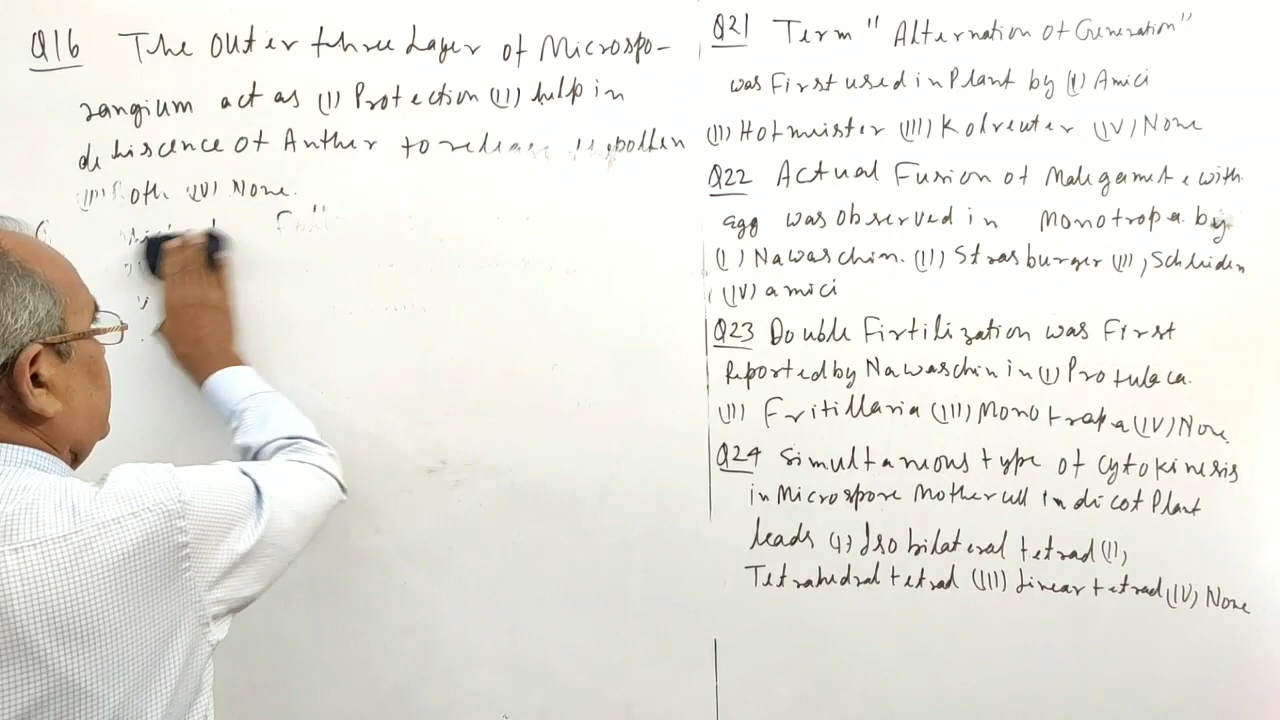 Q16 The outer three Layer of Microspo-
rangium act as (I) Protection (II) help in
dehiscence of Anther to release pollen
(III) Both (IV) None.
Q21 Term "Alternation of Generation"
was First used in Plant by (I) Amici
(II) Hofmeister (III) Kolreuter (IV) None
Q22 Actual Fusion of Male gamete with
egg was observed in Monotropa by
(I) Nawaschin. (II) Strasburger (III) Schleiden
(IV) amici
Q23 Double Firtilization was First
Reported by Nawaschin in (I) Protulaca.
(II) Fritillaria (III) Monotrapa (IV) None
Q24 Simultaneous type of Cytokinesis
in Microspore Mothercell In dicot Plant
leads (I) Isobilateral tetrad (II)
Tetrahedral tetrad (III) Linear tetrad (IV) None